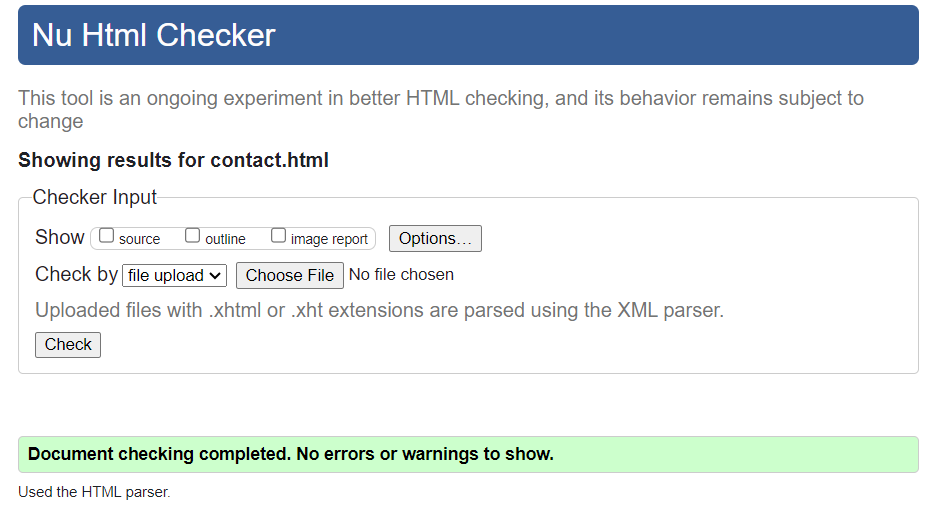 Nu Html Checker
This tool is an ongoing experiment in better HTML checking, and its behavior remains subject to
change
Showing results for contact.html
Checker Input
Show source outline image report Options…
Check by file upload Choose File No file chosen
Uploaded files with .xhtml or .xht extensions are parsed using the XML parser.
Check
Document checking completed. No errors or warnings to show.
Used the HTML parser.